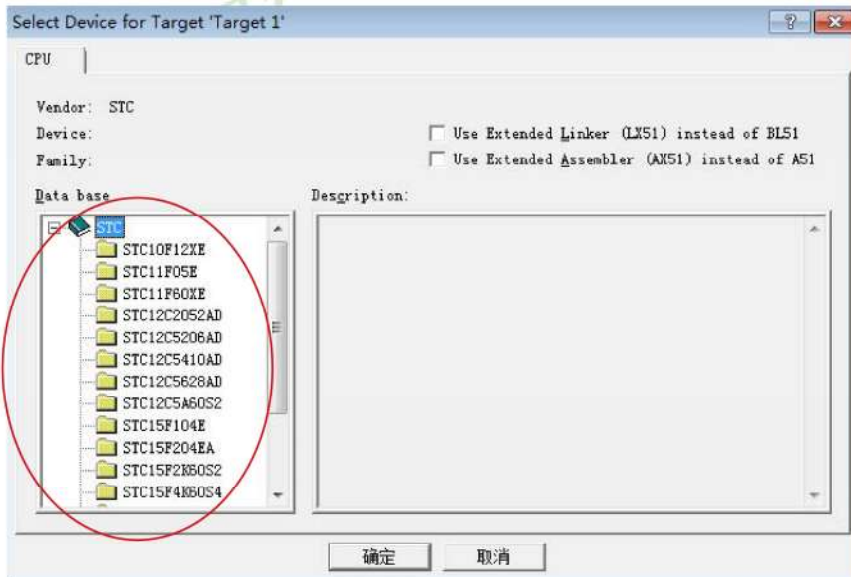 Select Device for Target 'Target 1'
CPU
Vendor: STC
Device:
Use Extended Linker (LX51) instead of BL51
Family:
Use Extended Assembler (AX51) instead of A51
Data base
Description:
STC
STC10F12XE
STC11F05E
STC11F60XE
STC12C2052AD
STC12C5206AD
STC12C5410AD
STC12C5628AD
STC12C5A60S2
STC15F104E
STC15F204EA
STC15F2K60S2
STC15F4K60S4
确定
取消